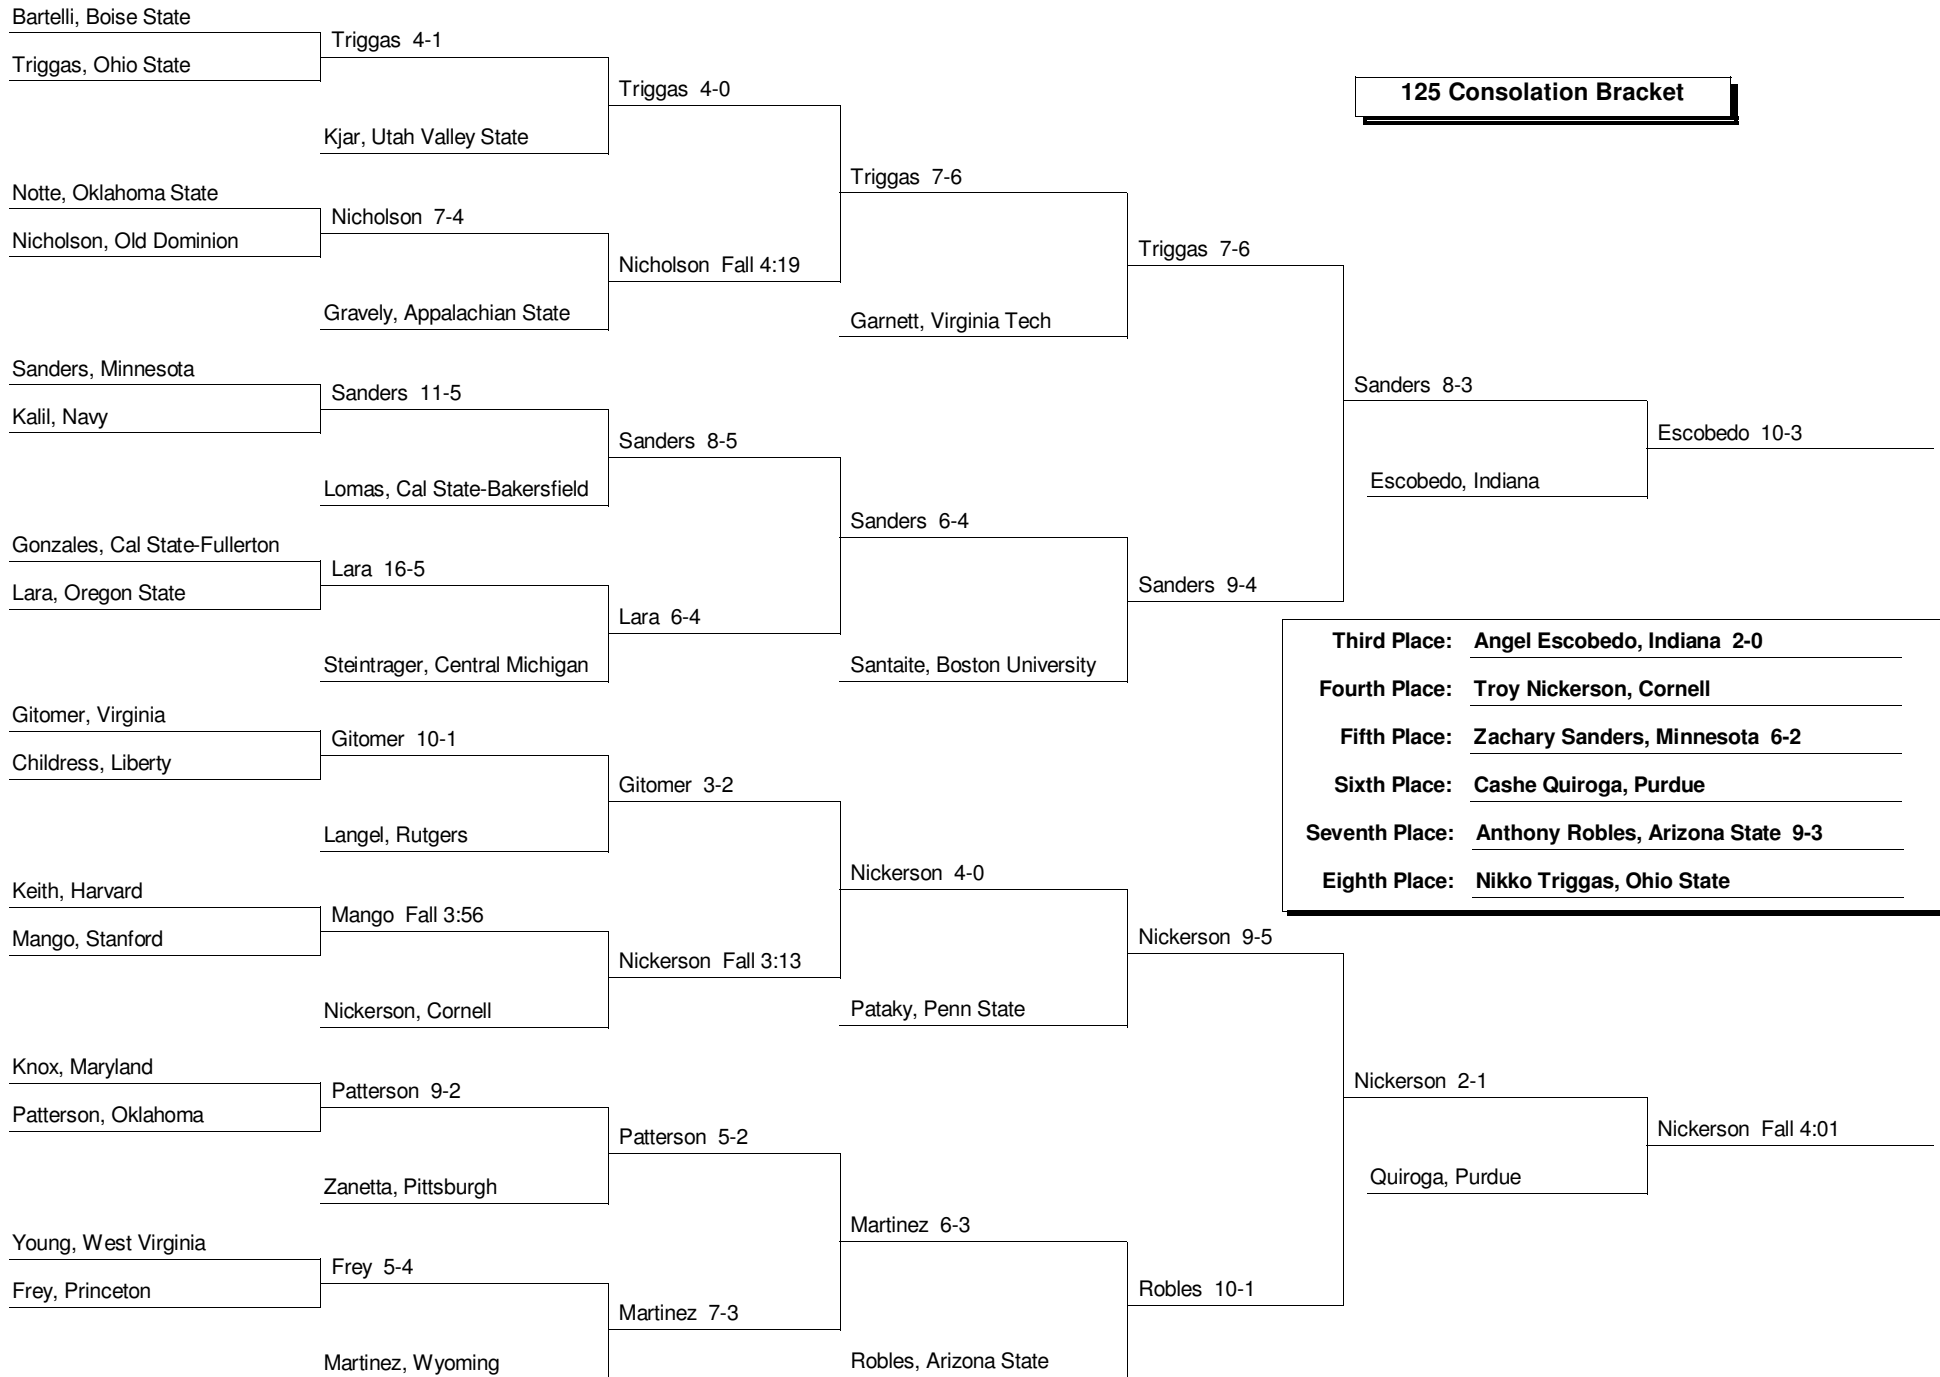 125 Consolation Bracket
Bartelli, Boise State
Triggas, Ohio State
Notte, Oklahoma State
Nicholson, Old Dominion
Sanders, Minnesota
Kalil, Navy
Gonzales, Cal State-Fullerton
Lara, Oregon State
Gitomer, Virginia
Childress, Liberty
Keith, Harvard
Mango, Stanford
Knox, Maryland
Patterson, Oklahoma
Young, West Virginia
Frey, Princeton
Triggas 4-1
Kjar, Utah Valley State
Nicholson 7-4
Gravely, Appalachian State
Sanders 11-5
Lomas, Cal State-Bakersfield
Lara 16-5
Steintrager, Central Michigan
Gitomer 10-1
Langel, Rutgers
Mango Fall 3:56
Nickerson, Cornell
Patterson 9-2
Zanetta, Pittsburgh
Frey 5-4
Martinez, Wyoming
Triggas 4-0
Nicholson Fall 4:19
Sanders 8-5
Lara 6-4
Gitomer 3-2
Nickerson Fall 3:13
Patterson 5-2
Martinez 7-3
Triggas 7-6
Garnett, Virginia Tech
Sanders 6-4
Santaite, Boston University
Nickerson 4-0
Pataky, Penn State
Martinez 6-3
Robles, Arizona State
Triggas 7-6
Sanders 9-4
Nickerson 9-5
Robles 10-1
Sanders 8-3
Escobedo, Indiana
Nickerson 2-1
Quiroga, Purdue
Escobedo 10-3
Nickerson Fall 4:01
Third Place: Angel Escobedo, Indiana 2-0
Fourth Place: Troy Nickerson, Cornell
Fifth Place: Zachary Sanders, Minnesota 6-2
Sixth Place: Cashe Quiroga, Purdue
Seventh Place: Anthony Robles, Arizona State 9-3
Eighth Place: Nikko Triggas, Ohio State